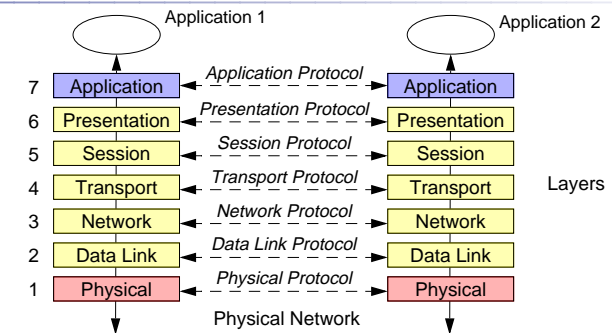 Application 1
Application 2
7 Application Application Protocol Application
6 Presentation Presentation Protocol Presentation
5 Session Session Protocol Session
4 Transport Transport Protocol Transport
Layers
3 Network Network Protocol Network
2 Data Link Data Link Protocol Data Link
1 Physical Physical Protocol Physical
Physical Network